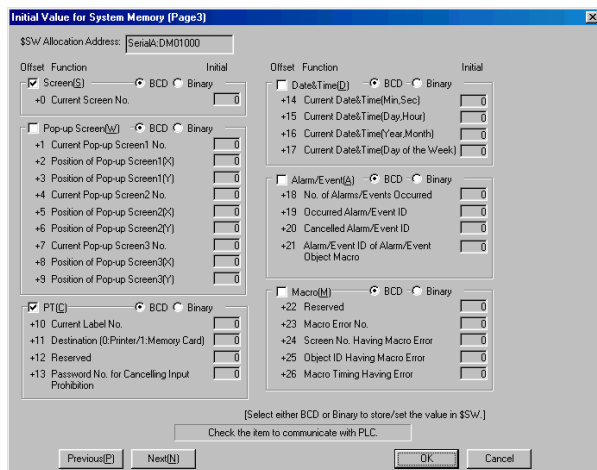 Initial Value for System Memory (Page3)
$SW Allocation Address: SerialA:DM01000
Offset Function Initial
Screen(S) BCD Binary
+0 Current Screen No. 0
Pop-up Screen(W) BCD Binary
+1 Current Pop-up Screen1 No. 0
+2 Position of Pop-up Screen1(X) 0
+3 Position of Pop-up Screen1(Y) 0
+4 Current Pop-up Screen2 No. 0
+5 Position of Pop-up Screen2(X) 0
+6 Position of Pop-up Screen2(Y) 0
+7 Current Pop-up Screen3 No. 0
+8 Position of Pop-up Screen3(X) 0
+9 Position of Pop-up Screen3(Y) 0
PT(C) BCD Binary
+10 Current Label No. 0
+11 Destination (0:Printer/1:Memory Card) 0
+12 Reserved 0
+13 Password No. for Cancelling Input 0
Prohibition
Offset Function Initial
Date&Time(D) BCD Binary
+14 Current Date&Time(Min,Sec) 0
+15 Current Date&Time(Day,Hour) 0
+16 Current Date&Time(Year,Month) 0
+17 Current Date&Time(Day of the Week) 0
Alarm/Event(A) BCD Binary
+18 No. of Alarms/Events Occurred 0
+19 Occurred Alarm/Event ID 0
+20 Cancelled Alarm/Event ID 0
+21 Alarm/Event ID of Alarm/Event 0
Object Macro
Macro(M) BCD Binary
+22 Reserved 0
+23 Macro Error No. 0
+24 Screen No. Having Macro Error 0
+25 Object ID Having Macro Error 0
+26 Macro Timing Having Error 0
[Select either BCD or Binary to store/set the value in $SW.]
Check the item to communicate with PLC.
Previous(P) Next(N) OK Cancel